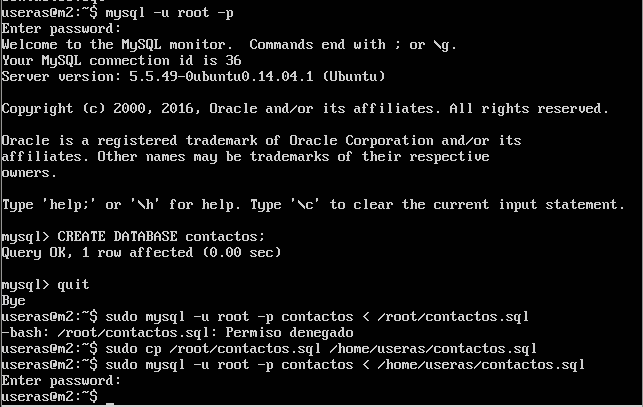 useras@m2:~$ mysql -u root -p
Enter password:
Welcome to the MySQL monitor.  Commands end with ; or \g.
Your MySQL connection id is 36
Server version: 5.5.49-0ubuntu0.14.04.1 (Ubuntu)

Copyright (c) 2000, 2016, Oracle and/or its affiliates. All rights reserved.

Oracle is a registered trademark of Oracle Corporation and/or its
affiliates. Other names may be trademarks of their respective
owners.

Type 'help;' or '\h' for help. Type '\c' to clear the current input statement.

mysql> CREATE DATABASE contactos;
Query OK, 1 row affected (0.00 sec)

mysql> quit
Bye
useras@m2:~$ sudo mysql -u root -p contactos < /root/contactos.sql
-bash: /root/contactos.sql: Permiso denegado
useras@m2:~$ sudo cp /root/contactos.sql /home/useras/contactos.sql
useras@m2:~$ sudo mysql -u root -p contactos < /home/useras/contactos.sql
Enter password:
useras@m2:~$ _